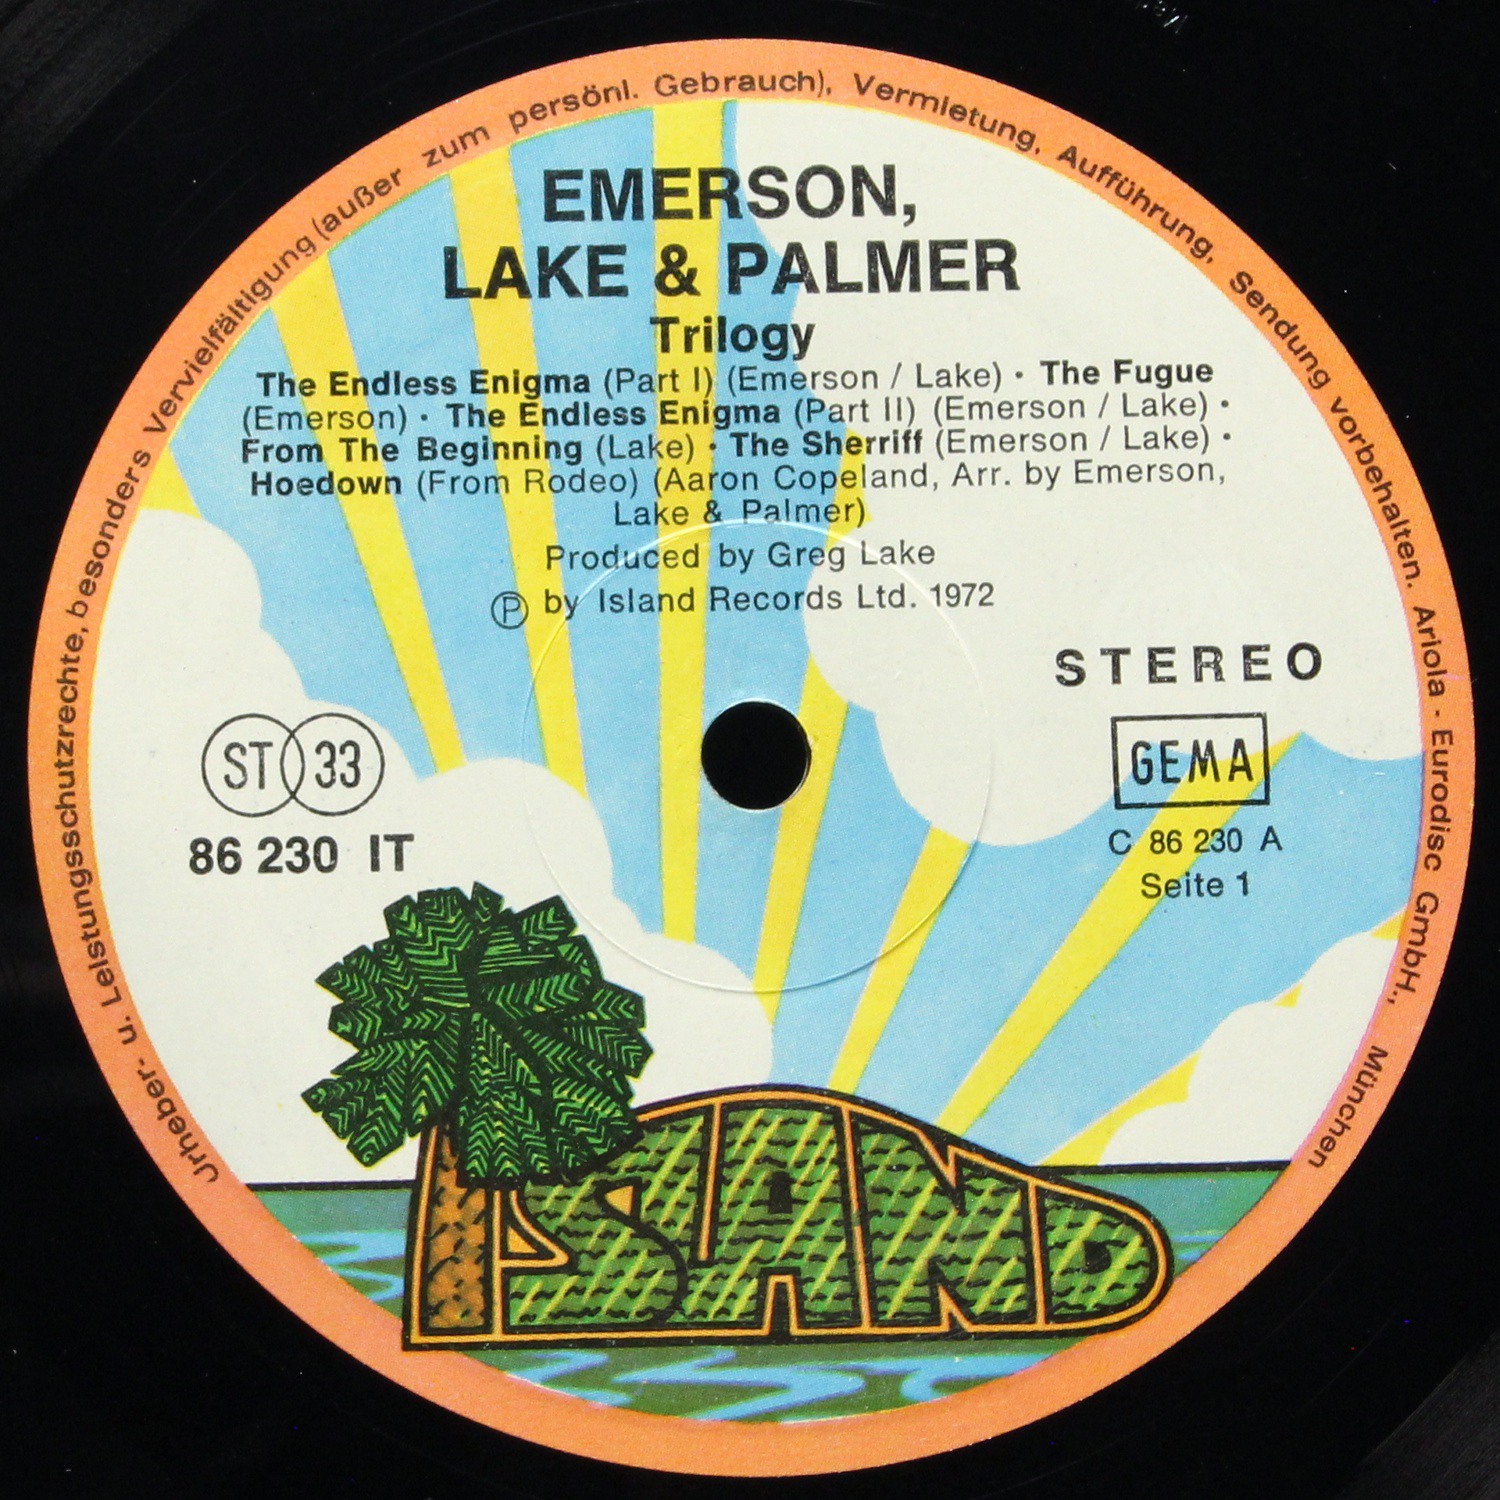 EMERSON,
LAKE & PALMER
Trilogy
The Endless Enigma (Part I) (Emerson / Lake) · The Fugue
(Emerson) · The Endless Enigma (Part II) (Emerson / Lake) ·
From The Beginning (Lake) · The Sherriff (Emerson / Lake) ·
Hoedown (From Rodeo) (Aaron Copeland, Arr. by Emerson,
Lake & Palmer)
Produced by Greg Lake
Ⓟ by Island Records Ltd. 1972
STEREO
ST 33
GEMA
86 230 IT
C 86 230 A
Seite 1
ISLAND
Urheber- u. Leistungsschutzrechte, besonders Vervielfältigung (außer zum persönl. Gebrauch), Vermietung, Aufführung, Sendung vorbehalten. Ariola - Eurodisc GmbH., München